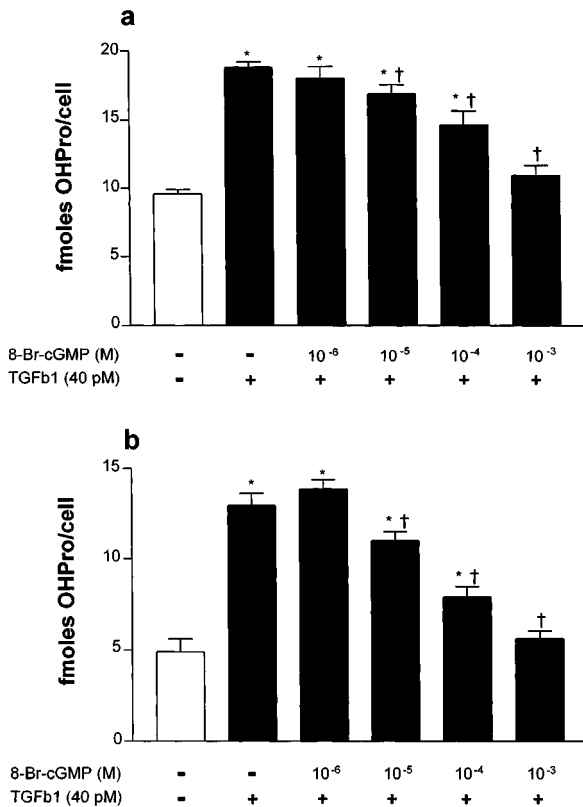 a
20
15
10
5
0
fmoles OHPro/cell
* * * † * † †
8-Br-cGMP (M) - - 10⁻⁶ 10⁻⁵ 10⁻⁴ 10⁻³
TGFb1 (40 pM) - + + + + +
b
15
10
5
0
fmoles OHPro/cell
* * * † * † †
8-Br-cGMP (M) - - 10⁻⁶ 10⁻⁵ 10⁻⁴ 10⁻³
TGFb1 (40 pM) - + + + + +